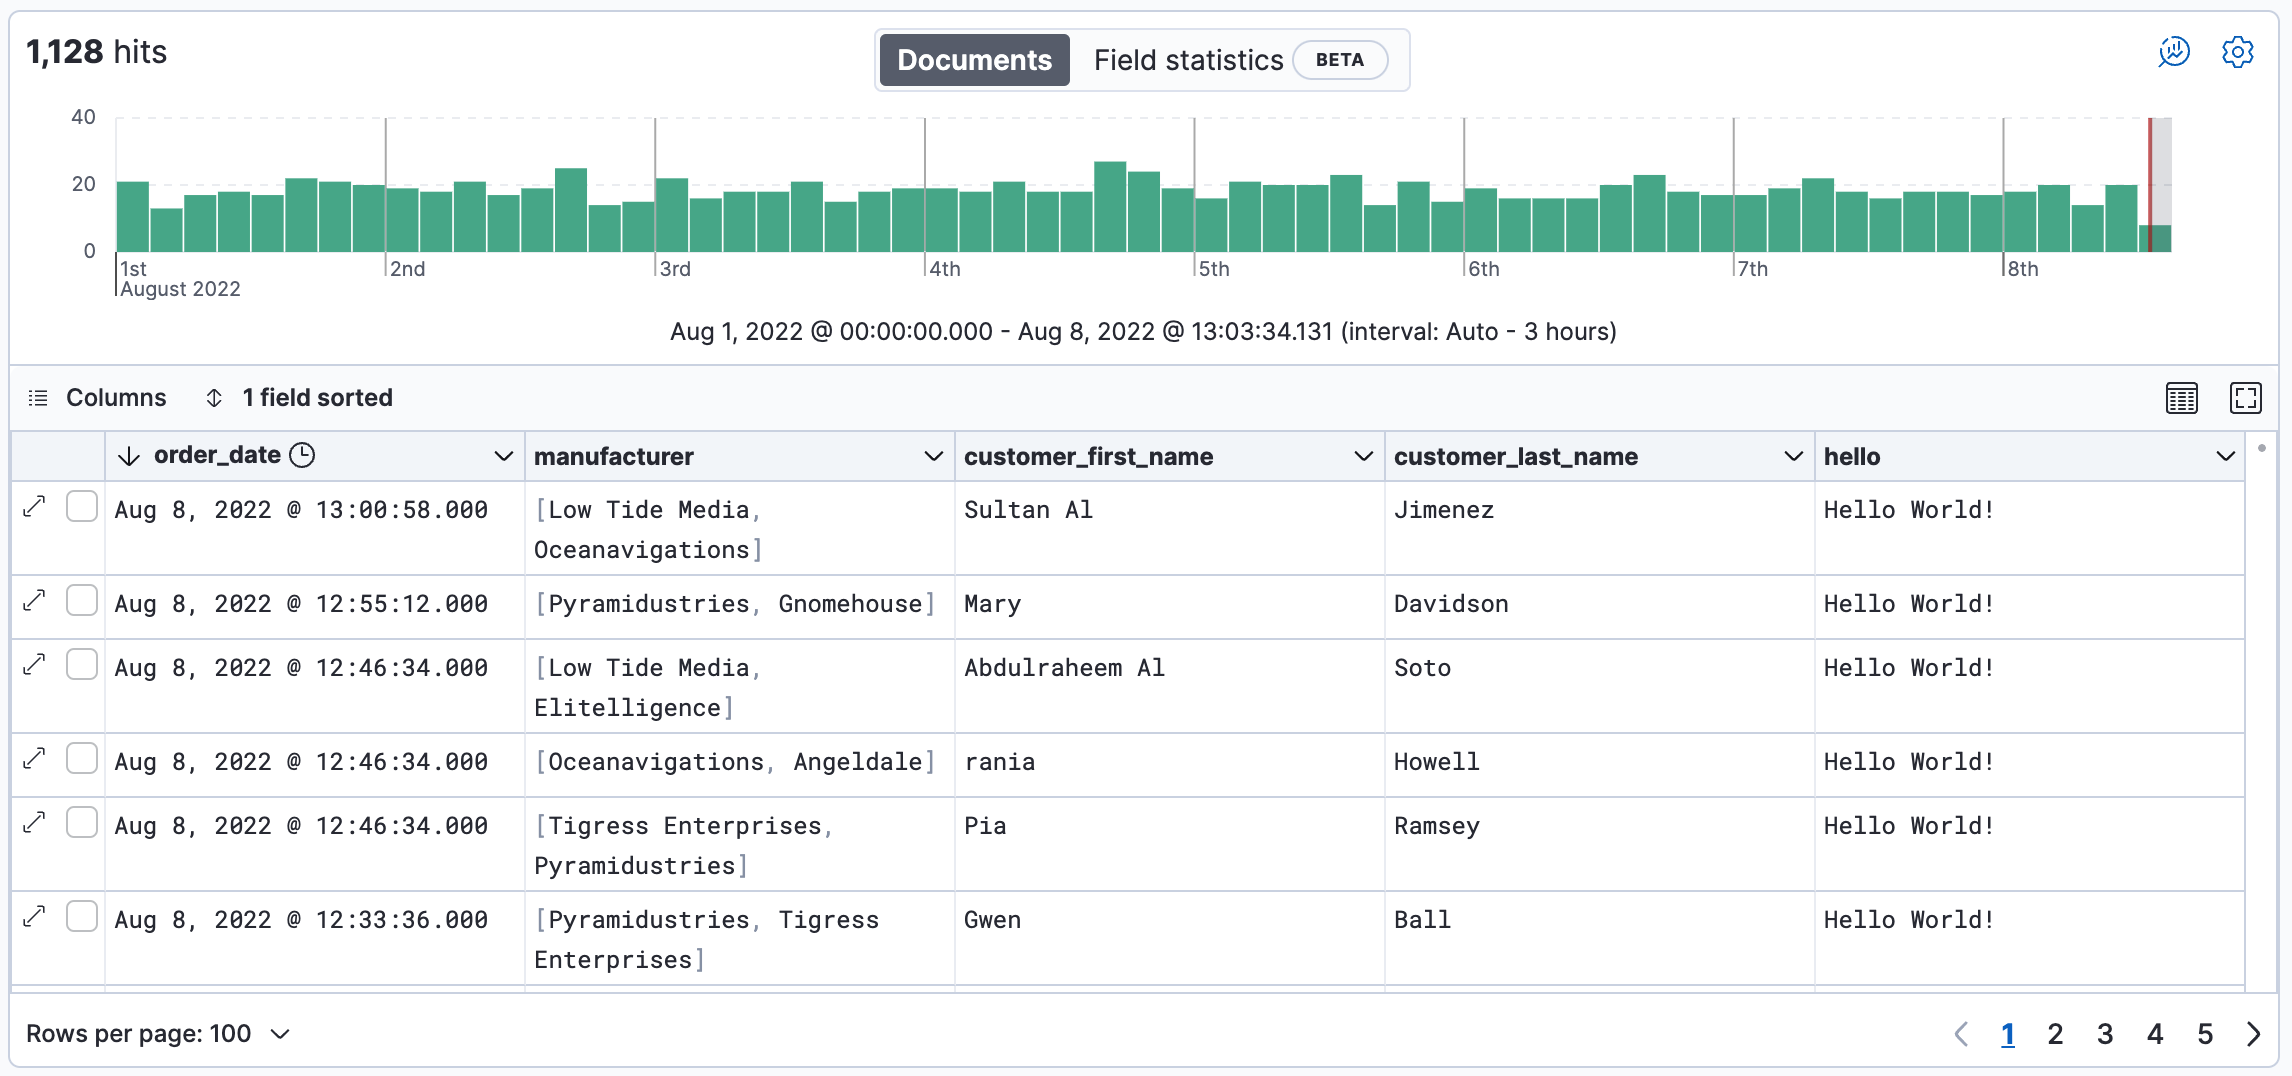 1,128 hits
Documents Field statistics BETA
40
20
0
1st 2nd 3rd 4th 5th 6th 7th 8th
August 2022
Aug 1, 2022 @ 00:00:00.000 - Aug 8, 2022 @ 13:03:34.131 (interval: Auto - 3 hours)
Columns 1 field sorted
order_date manufacturer customer_first_name customer_last_name hello
Aug 8, 2022 @ 13:00:58.000 [Low Tide Media, Sultan Al Jimenez Hello World!
Oceanavigations]
Aug 8, 2022 @ 12:55:12.000 [Pyramidustries, Gnomehouse] Mary Davidson Hello World!
Aug 8, 2022 @ 12:46:34.000 [Low Tide Media, Abdulraheem Al Soto Hello World!
Elitelligence]
Aug 8, 2022 @ 12:46:34.000 [Oceanavigations, Angeldale] rania Howell Hello World!
Aug 8, 2022 @ 12:46:34.000 [Tigress Enterprises, Pia Ramsey Hello World!
Pyramidustries]
Aug 8, 2022 @ 12:33:36.000 [Pyramidustries, Tigress Gwen Ball Hello World!
Enterprises]
Rows per page: 100 1 2 3 4 5